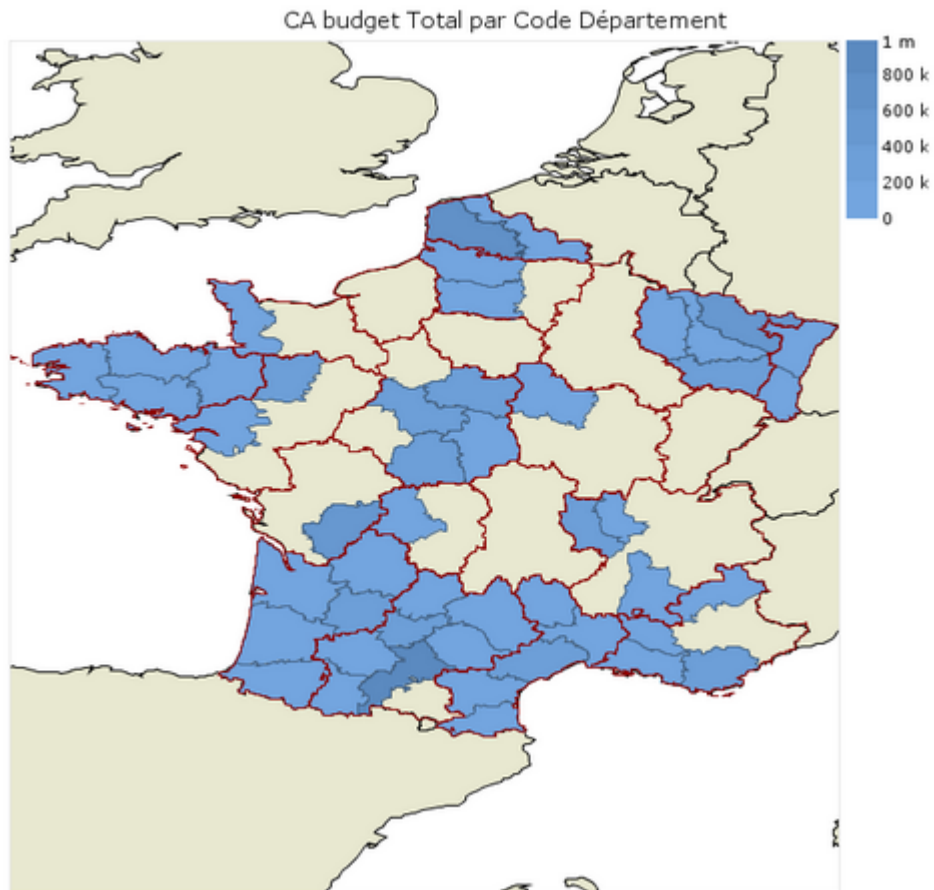 CA budget Total par Code Département
1 m
800 k
600 k
400 k
200 k
0